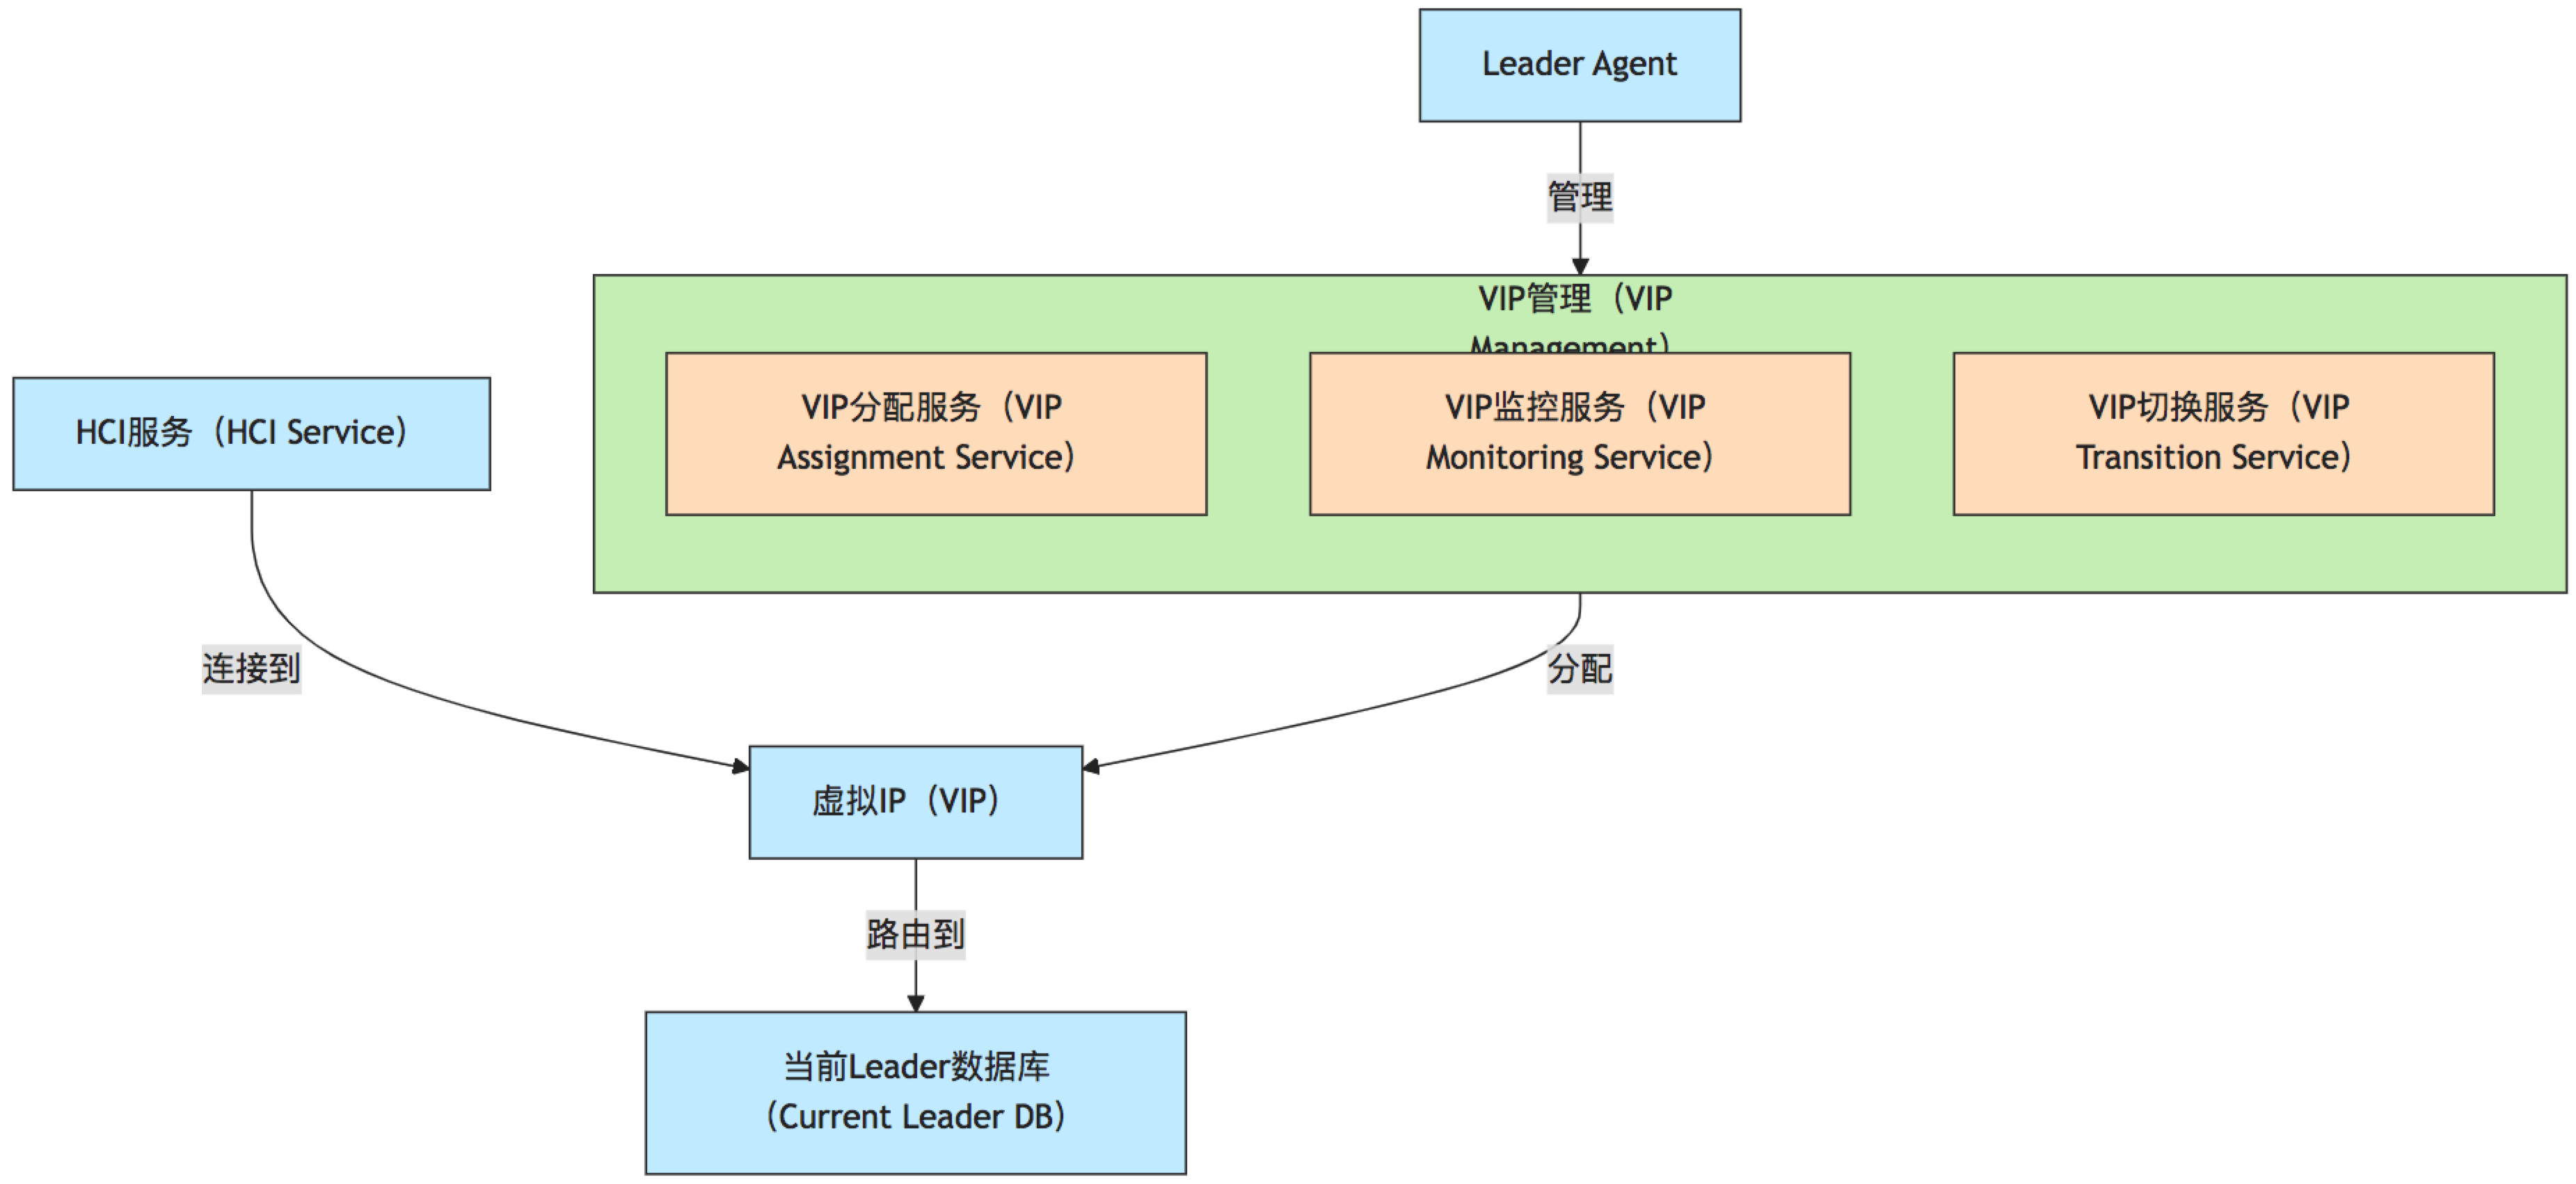 Leader Agent
管理
VIP管理（VIP
Management）
HCI服务（HCI Service）
VIP分配服务（VIP
Assignment Service）
VIP监控服务（VIP
Monitoring Service）
VIP切换服务（VIP
Transition Service）
连接到
分配
虚拟IP（VIP）
路由到
当前Leader数据库
（Current Leader DB）